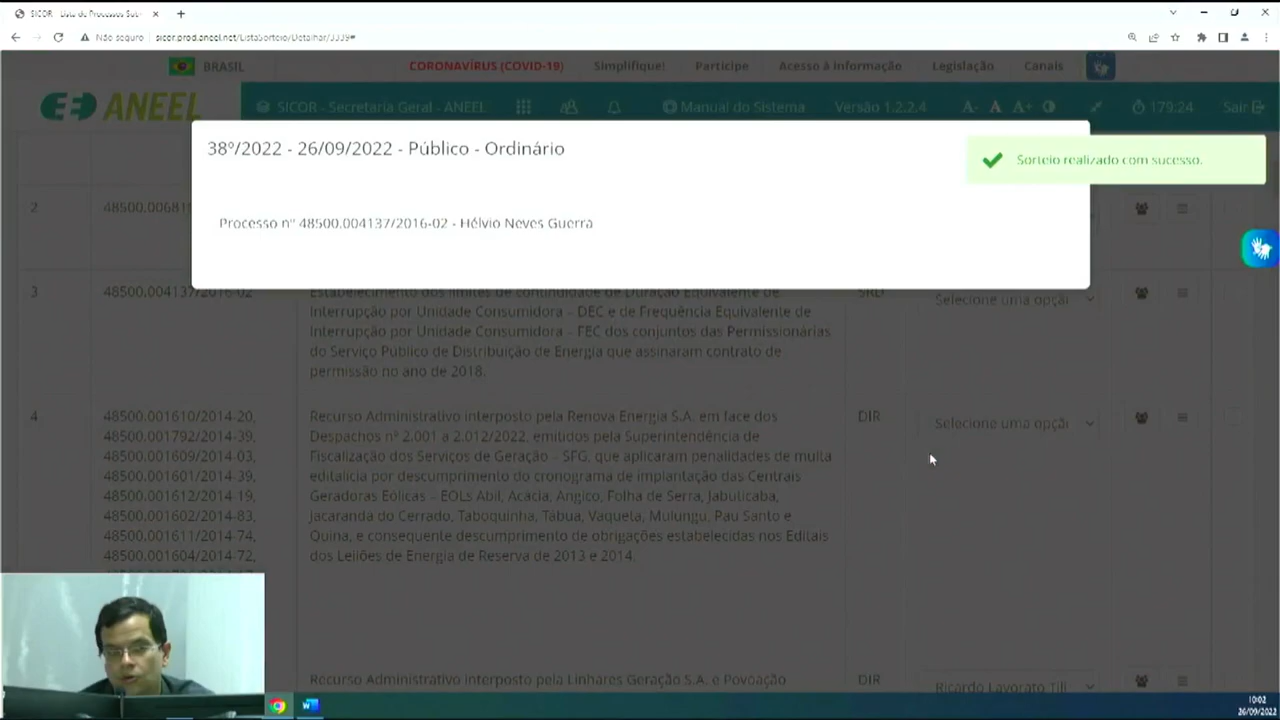 SICOR - Lista de Processos Sor
Não seguro
sicor.prod.aneel.net/ListaSorteio/Detalhar/3339#
BRASIL
CORONAVÍRUS (COVID-19)
Simplifique!
Participe
Acesso à Informação
Legislação
Canais
ANEEL
SICOR - Secretaria Geral - ANEEL
Manual do Sistema
Versão 1.2.2.4
A-
A
A+
179:24
Sair
38º/2022 - 26/09/2022 - Público - Ordinário
Sorteio realizado com sucesso.
Processo nº 48500.004137/2016-02 - Hélvio Neves Guerra
2
48500.00681
3
48500.004137/2016-02
Estabelecimento dos limites de continuidade de Duração Equivalente de
Interrupção por Unidade Consumidora – DEC e de Frequência Equivalente de
Interrupção por Unidade Consumidora – FEC dos conjuntos das Permissionárias
do Serviço Público de Distribuição de Energia que assinaram contrato de
permissão no ano de 2018.
SRD
Selecione uma opçã
4
48500.001610/2014-20,
48500.001792/2014-39,
48500.001609/2014-03,
48500.001601/2014-39,
48500.001612/2014-19,
48500.001602/2014-83,
48500.001611/2014-74,
48500.001604/2014-72,
Recurso Administrativo interposto pela Renova Energia S.A. em face dos
Despachos nº 2.001 a 2.012/2022, emitidos pela Superintendência de
Fiscalização dos Serviços de Geração – SFG, que aplicaram penalidades de multa
editalícia por descumprimento do cronograma de implantação das Centrais
Geradoras Eólicas – EOLs Abil, Acácia, Angico, Folha de Serra, Jabuticaba,
Jacaranda do Cerrado, Taboquinha, Tábua, Vaqueta, Mulungu, Pau Santo e
Quina, e consequente descumprimento de obrigações estabelecidas nos Editais
dos Leilões de Energia de Reserva de 2013 e 2014.
DIR
Selecione uma opçã
Recurso Administrativo interposto pela Linhares Geração S.A. e Povoação
DIR
Ricardo Lavorato Tili
10:02
26/09/2022